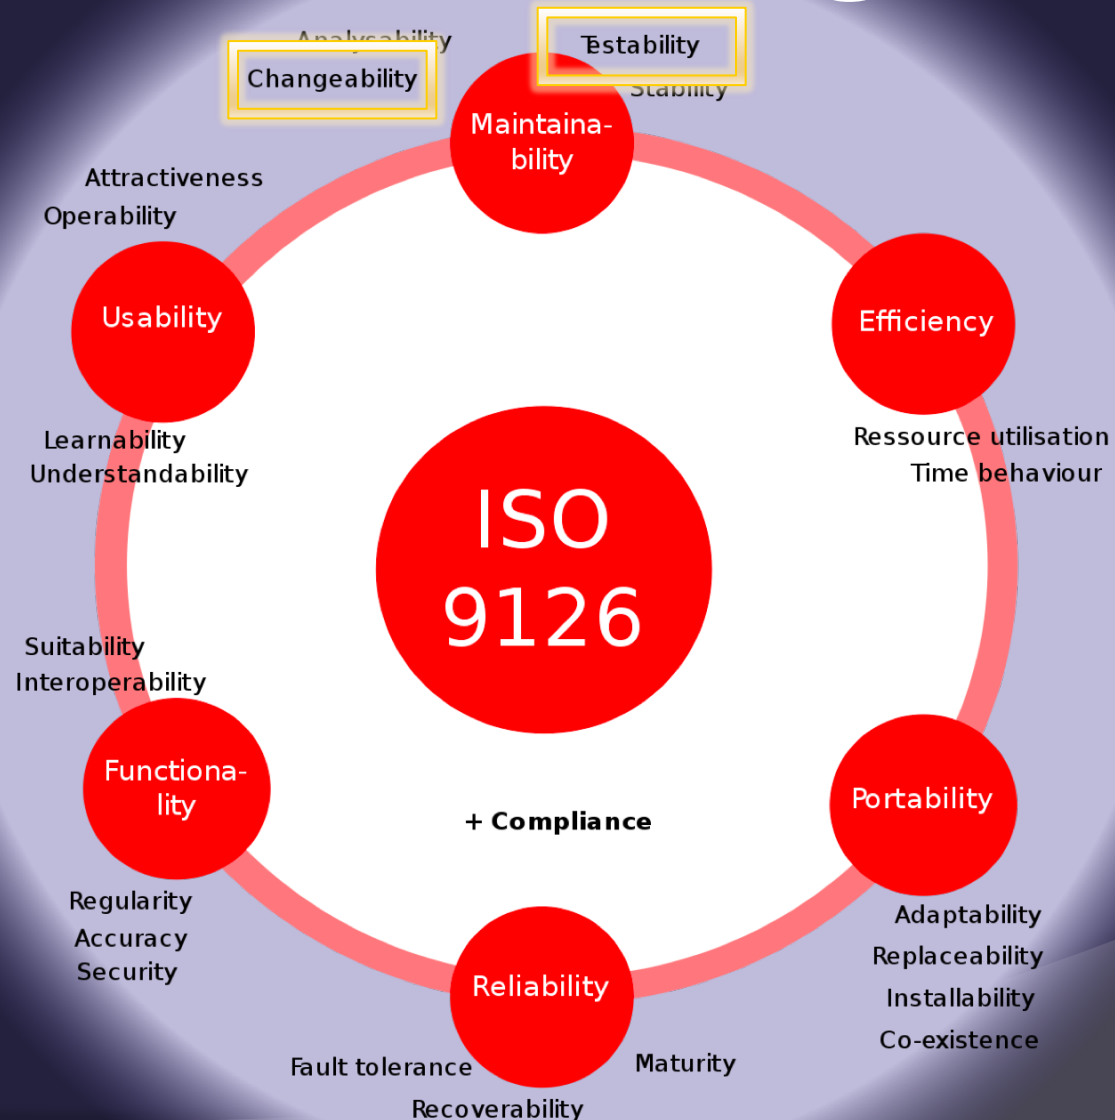 Analysability
Testability
Changeability
Stability
Maintaina-
bility
Attractiveness
Operability
Usability
Efficiency
Learnability
Understandability
Ressource utilisation
Time behaviour
ISO
9126
Suitability
Interoperability
Functiona-
lity
Portability
+ Compliance
Regularity
Accuracy
Security
Adaptability
Replaceability
Installability
Co-existence
Reliability
Fault tolerance
Maturity
Recoverability